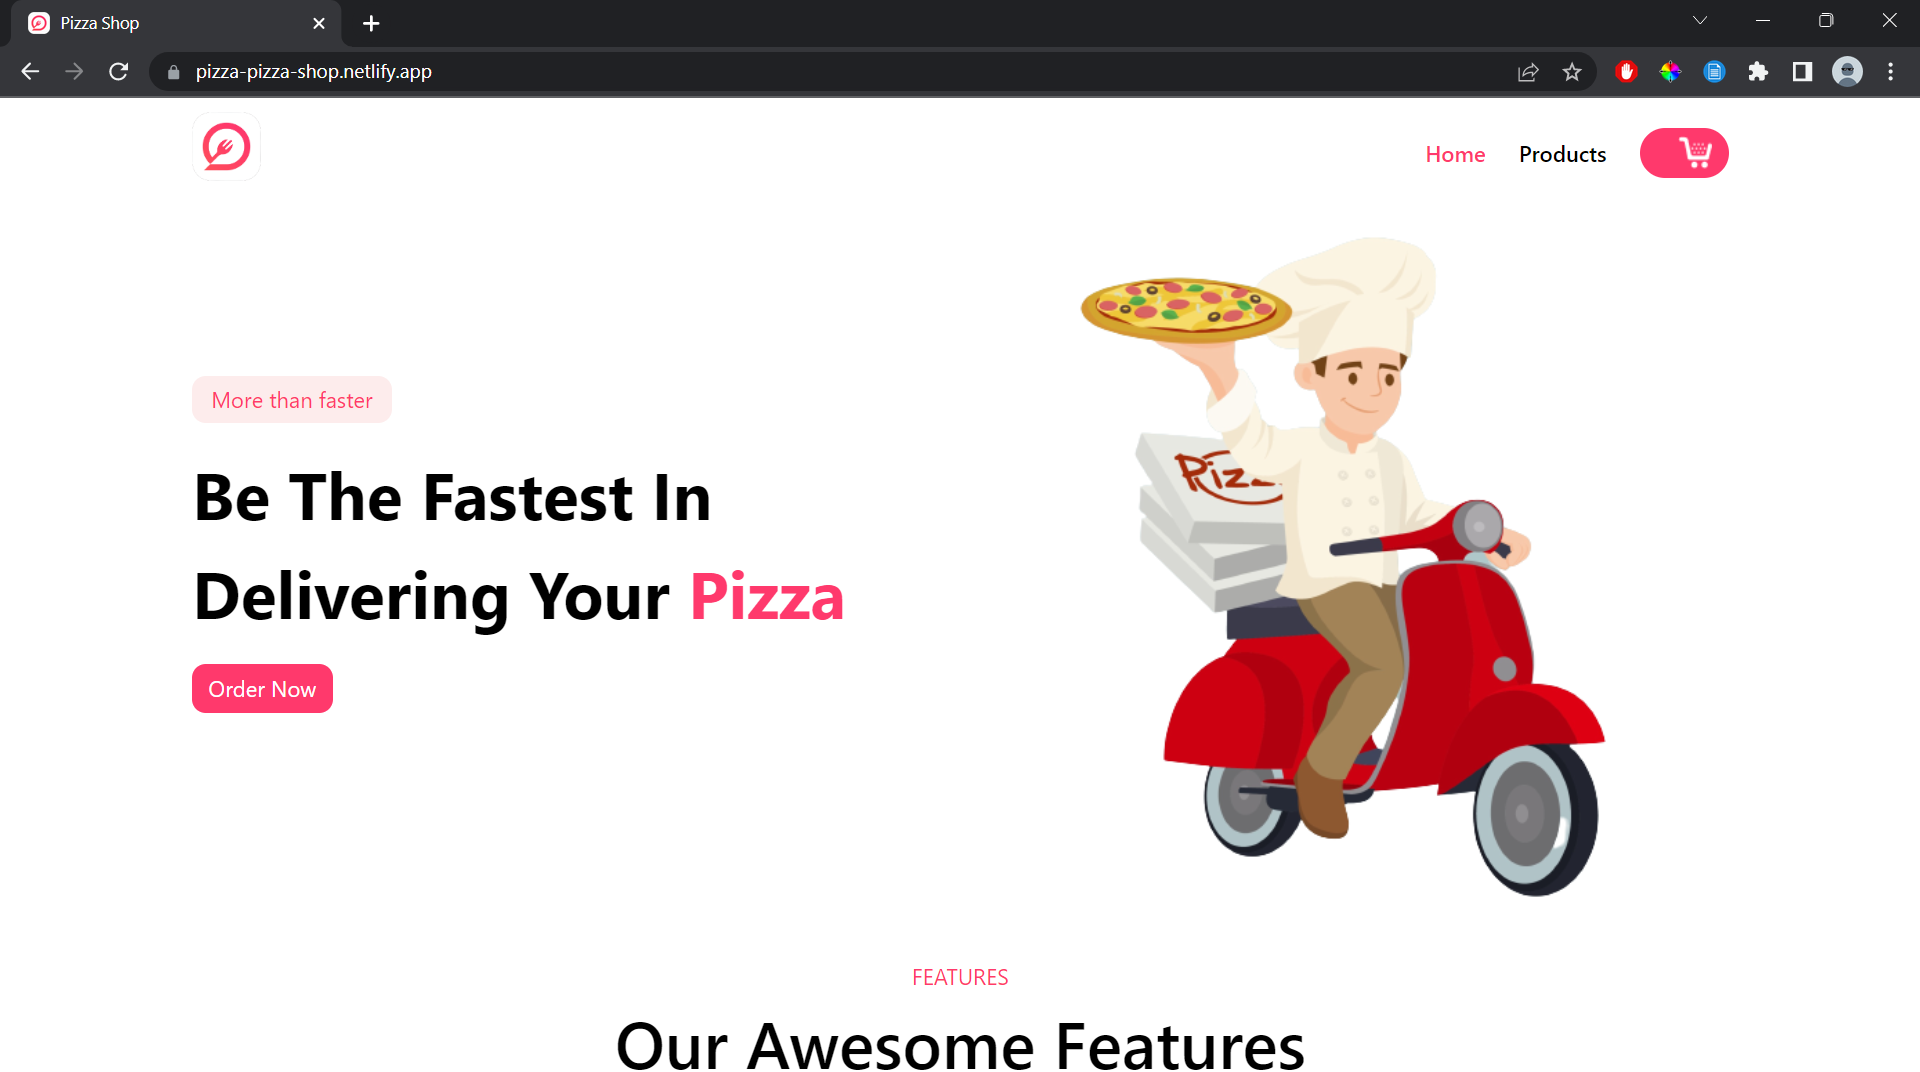 Pizza Shop
pizza-pizza-shop.netlify.app
Home Products
More than faster
Be The Fastest In
Delivering Your Pizza
Order Now
Pizz
FEATURES
Our Awesome Features